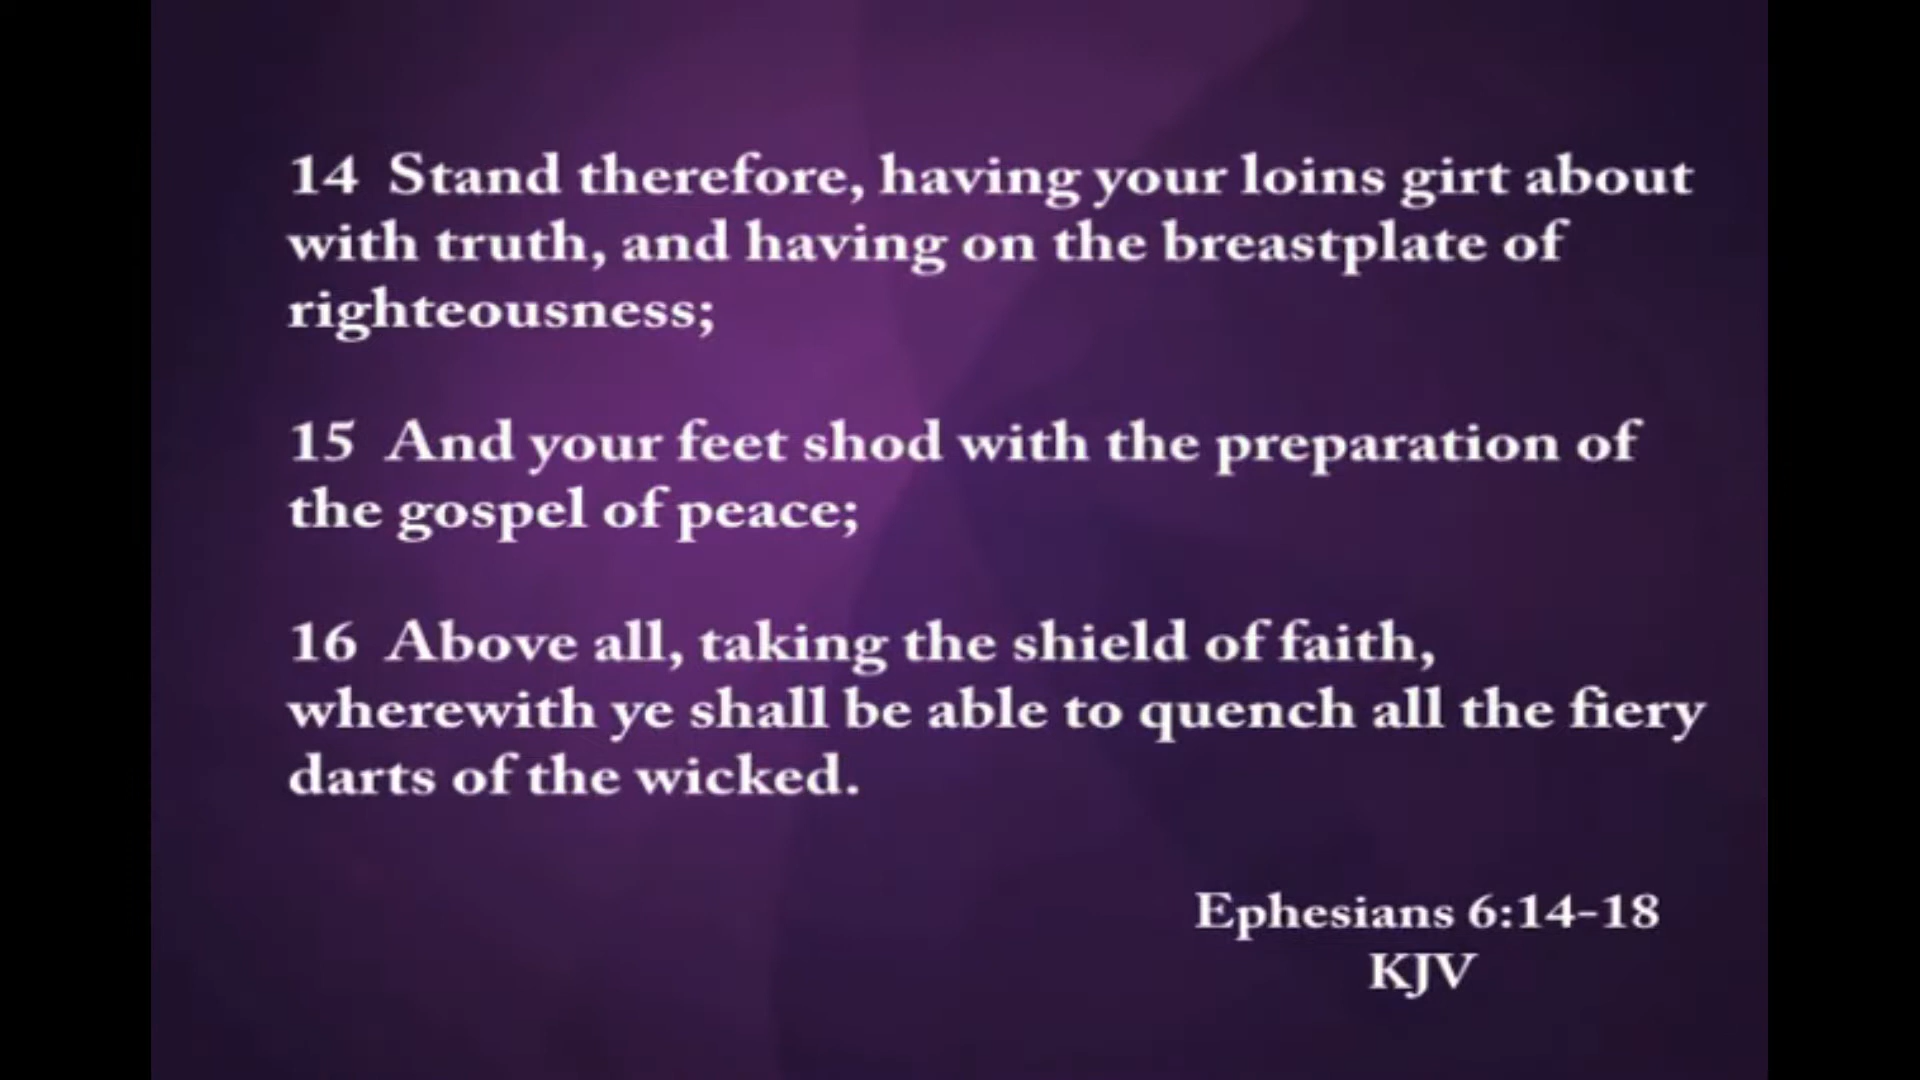 14 Stand therefore, having your loins girt about
with truth, and having on the breastplate of
righteousness;
15 And your feet shod with the preparation of
the gospel of peace;
16 Above all, taking the shield of faith,
wherewith ye shall be able to quench all the fiery
darts of the wicked.
Ephesians 6:14-18
KJV